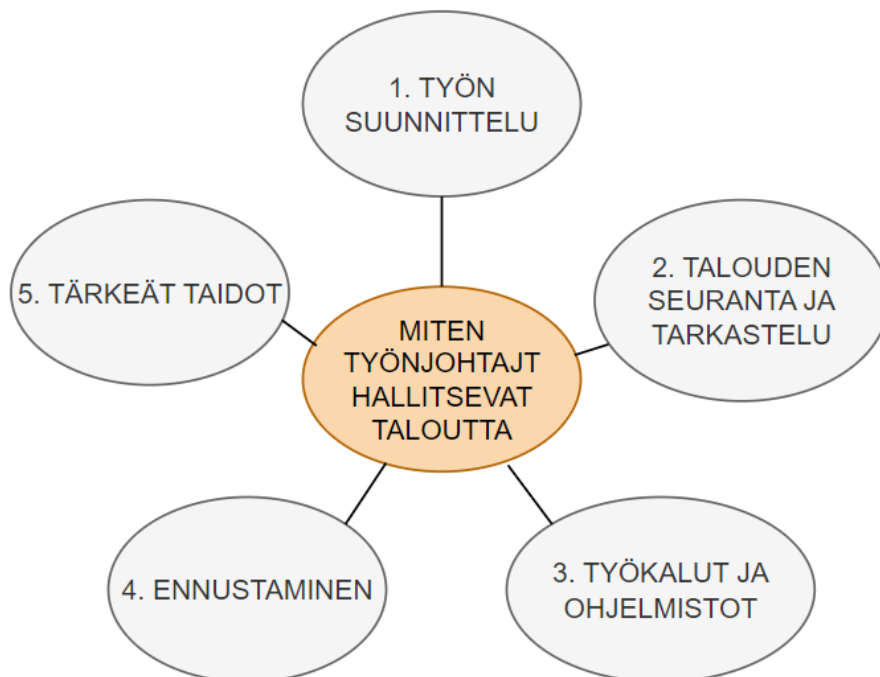 1. TYÖN
SUUNNITTELU
2. TALOUDEN
SEURANTA JA
TARKASTELU
5. TÄRKEÄT TAIDOT
MITEN
TYÖNJOHTAJT
HALLITSEVAT
TALOUTTA
3. TYÖKALUT JA
OHJELMISTOT
4. ENNUSTAMINEN